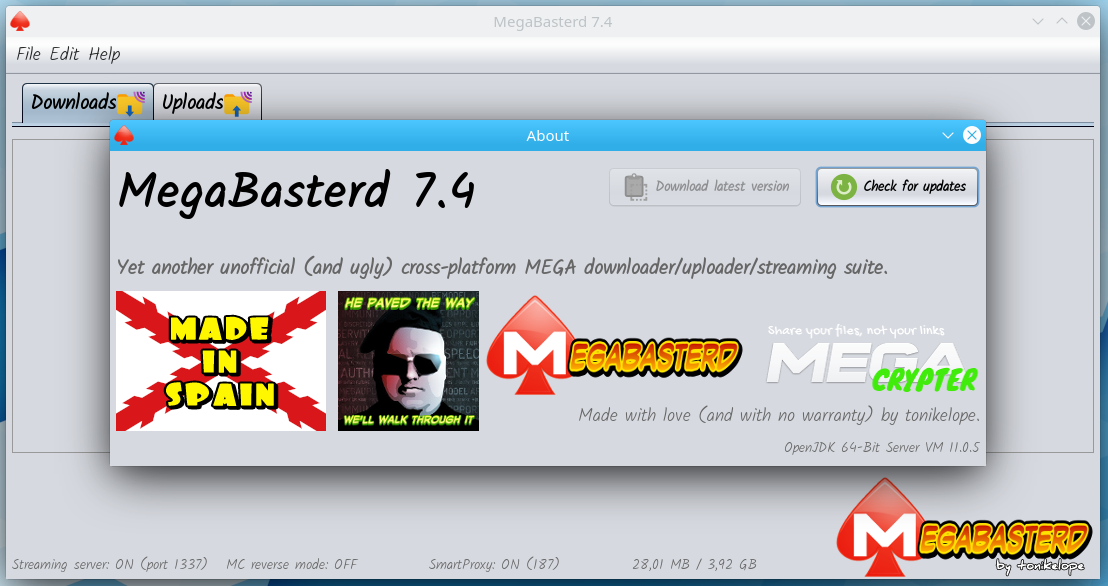 MegaBasterd 7.4
File Edit Help
Downloads Uploads
About
MegaBasterd 7.4
Download latest version
Check for updates
Yet another unofficial (and ugly) cross-platform MEGA downloader/uploader/streaming suite.
MADE
IN
SPAIN
HE PAVED THE WAY
WE'LL WALK THROUGH IT
MEGABASTERD
Share your files, not your links
MEGA
CRYPTER
Made with love (and with no warranty) by tonikelope.
OpenJDK 64-Bit Server VM 11.0.5
MEGABASTERD
by tonikelope
Streaming server: ON (port 1337) MC reverse mode: OFF SmartProxy: ON (187) 28,01 MB / 3,92 GB